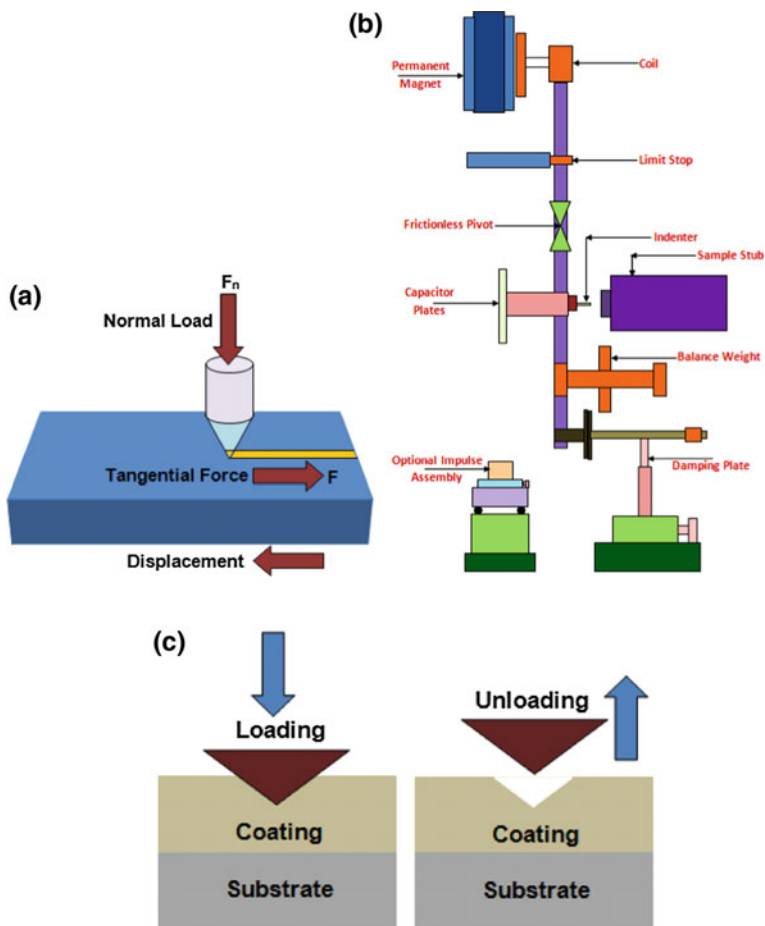 (a)
Fn
Normal Load
Tangential Force
F
Displacement
(b)
Permanent
Magnet
Coil
Limit Stop
Frictionless Pivot
Indenter
Sample Stub
Capacitor
Plates
Balance Weight
Optional Impulse
Assembly
Damping Plate
(c)
Loading
Coating
Substrate
Unloading
Coating
Substrate